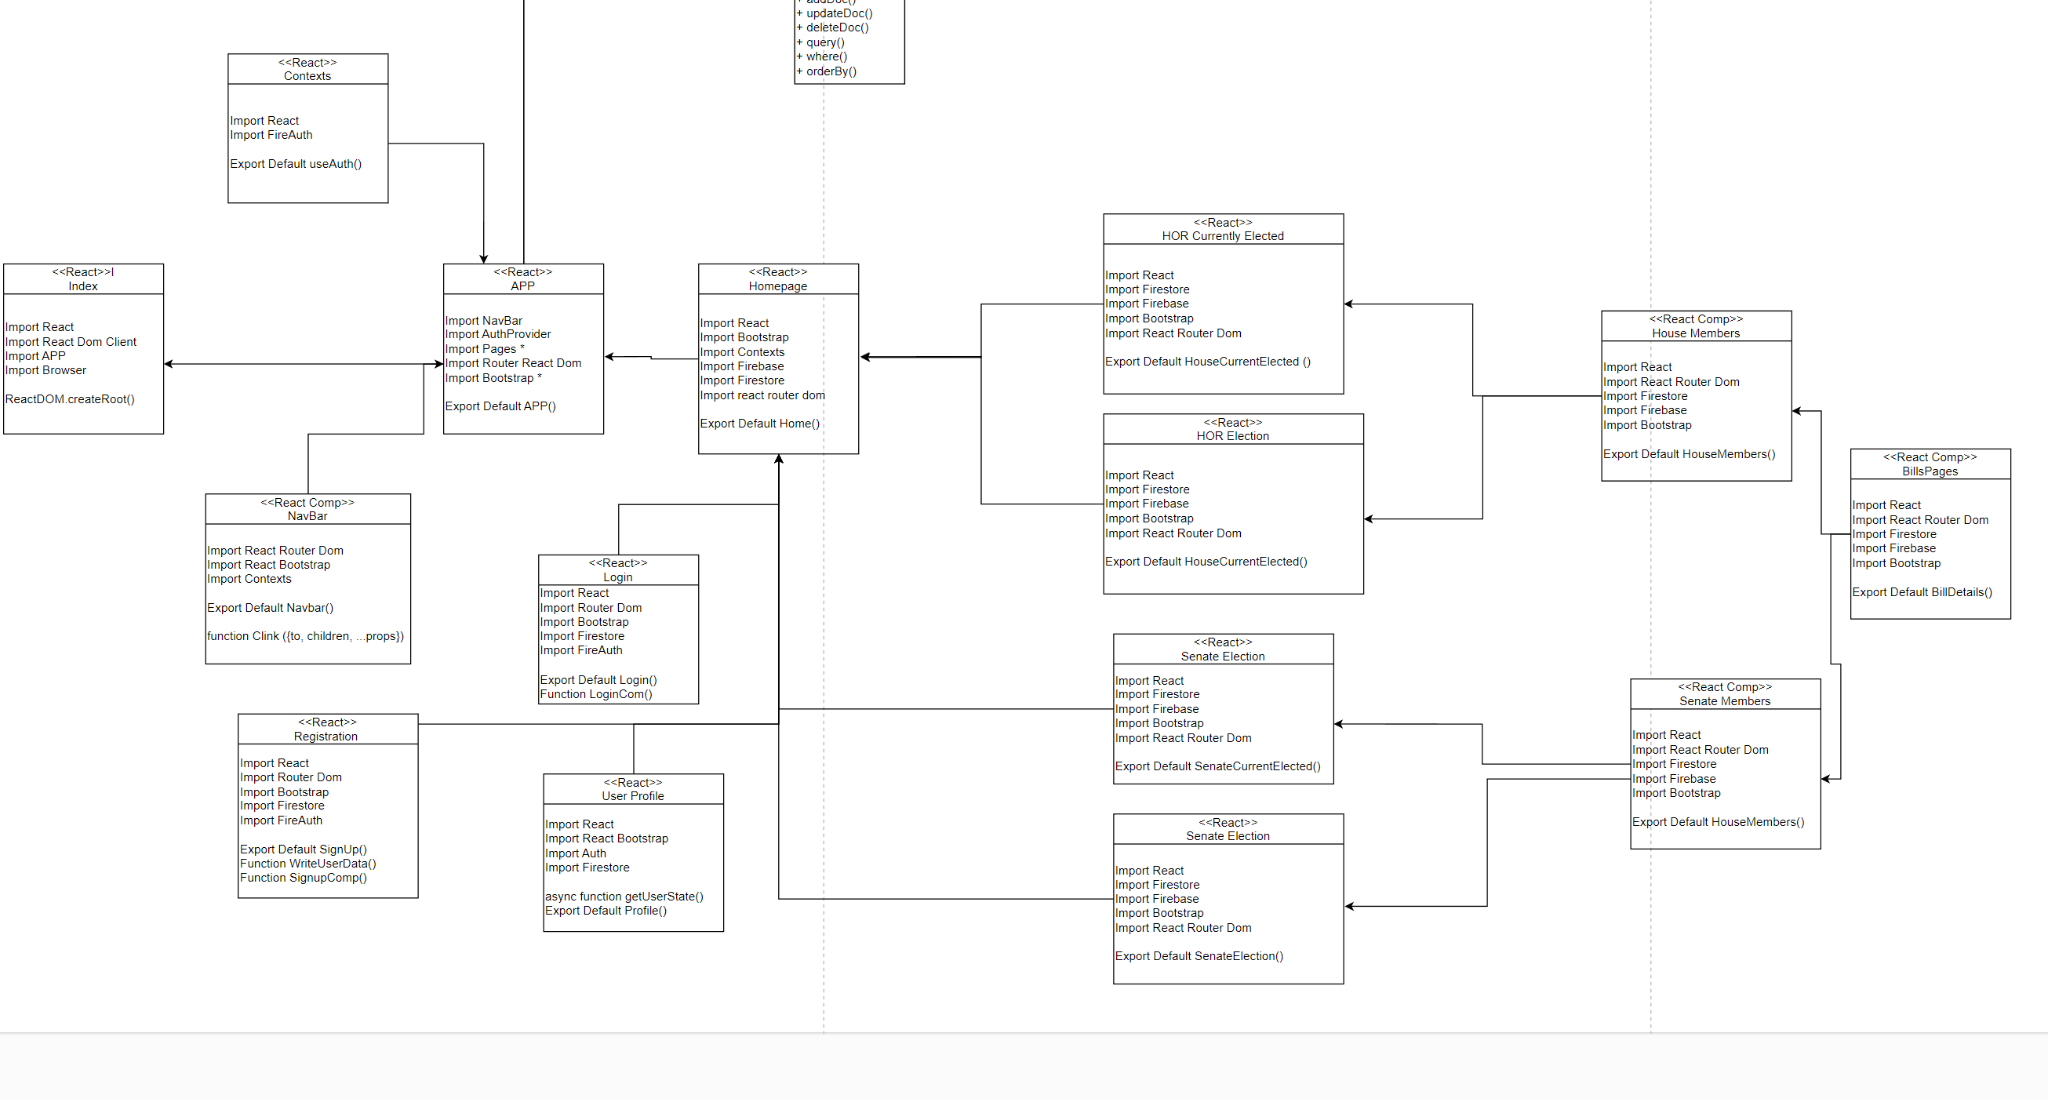 + addDoc()
+ updateDoc()
+ deleteDoc()
+ query()
+ where()
+ orderBy()
<<React>>
Contexts
Import React
Import FireAuth
Export Default useAuth()
<<React>>I
Index
Import React
Import React Dom Client
Import APP
Import Browser
ReactDOM.createRoot()
<<React>>
APP
Import NavBar
Import AuthProvider
Import Pages *
Import Router React Dom
Import Bootstrap *
Export Default APP()
<<React>>
Homepage
Import React
Import Bootstrap
Import Contexts
Import Firebase
Import Firestore
Import react router dom
Export Default Home()
<<React>>
HOR Currently Elected
Import React
Import Firestore
Import Firebase
Import Bootstrap
Import React Router Dom
Export Default HouseCurrentElected ()
<<React>>
HOR Election
Import React
Import Firestore
Import Firebase
Import Bootstrap
Import React Router Dom
Export Default HouseCurrentElected()
<<React Comp>>
House Members
Import React
Import React Router Dom
Import Firestore
Import Firebase
Import Bootstrap
Export Default HouseMembers()
<<React Comp>>
BillsPages
Import React
Import React Router Dom
Import Firestore
Import Firebase
Import Bootstrap
Export Default BillDetails()
<<React Comp>>
NavBar
Import React Router Dom
Import React Bootstrap
Import Contexts
Export Default Navbar()
function Clink ({to, children, ...props})
<<React>>
Login
Import React
Import Router Dom
Import Bootstrap
Import Firestore
Import FireAuth
Export Default Login()
Function LoginCom()
<<React>>
Registration
Import React
Import Router Dom
Import Bootstrap
Import Firestore
Import FireAuth
Export Default SignUp()
Function WriteUserData()
Function SignupComp()
<<React>>
User Profile
Import React
Import React Bootstrap
Import Auth
Import Firestore
async function getUserState()
Export Default Profile()
<<React>>
Senate Election
Import React
Import Firestore
Import Firebase
Import Bootstrap
Import React Router Dom
Export Default SenateCurrentElected()
<<React>>
Senate Election
Import React
Import Firestore
Import Firebase
Import Bootstrap
Import React Router Dom
Export Default SenateElection()
<<React Comp>>
Senate Members
Import React
Import React Router Dom
Import Firestore
Import Firebase
Import Bootstrap
Export Default HouseMembers()